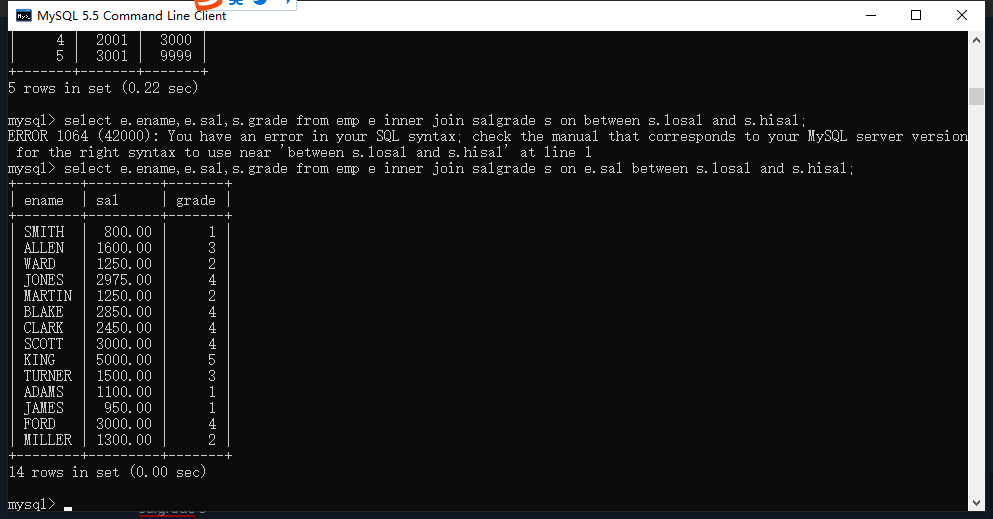 MySQL 5.5 Command Line Client
| 4 | 2001 | 3000 |
| 5 | 3001 | 9999 |
+-------+-------+-------+
5 rows in set (0.22 sec)
mysql> select e.ename,e.sal,s.grade from emp e inner join salgrade s on between s.losal and s.hisal;
ERROR 1064 (42000): You have an error in your SQL syntax; check the manual that corresponds to your MySQL server version
for the right syntax to use near 'between s.losal and s.hisal' at line 1
mysql> select e.ename,e.sal,s.grade from emp e inner join salgrade s on e.sal between s.losal and s.hisal;
+--------+---------+-------+
| ename | sal | grade |
+--------+---------+-------+
| SMITH | 800.00 | 1 |
| ALLEN | 1600.00 | 3 |
| WARD | 1250.00 | 2 |
| JONES | 2975.00 | 4 |
| MARTIN | 1250.00 | 2 |
| BLAKE | 2850.00 | 4 |
| CLARK | 2450.00 | 4 |
| SCOTT | 3000.00 | 4 |
| KING | 5000.00 | 5 |
| TURNER | 1500.00 | 3 |
| ADAMS | 1100.00 | 1 |
| JAMES | 950.00 | 1 |
| FORD | 3000.00 | 4 |
| MILLER | 1300.00 | 2 |
+--------+---------+-------+
14 rows in set (0.00 sec)
mysql>